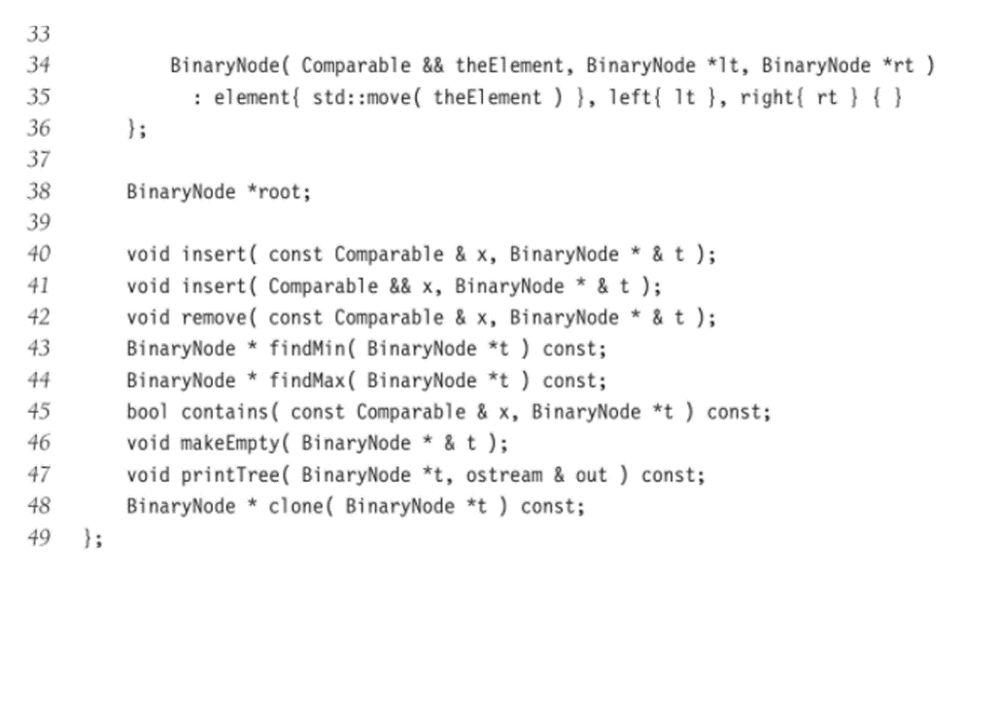 33
34 BinaryNode( Comparable && theElement, BinaryNode *lt, BinaryNode *rt )
35 : element{ std::move( theElement ) }, left{ lt }, right{ rt } { }
36 };
37
38 BinaryNode *root;
39
40 void insert( const Comparable & x, BinaryNode * & t );
41 void insert( Comparable && x, BinaryNode * & t );
42 void remove( const Comparable & x, BinaryNode * & t );
43 BinaryNode * findMin( BinaryNode *t ) const;
44 BinaryNode * findMax( BinaryNode *t ) const;
45 bool contains( const Comparable & x, BinaryNode *t ) const;
46 void makeEmpty( BinaryNode * & t );
47 void printTree( BinaryNode *t, ostream & out ) const;
48 BinaryNode * clone( BinaryNode *t ) const;
49 };